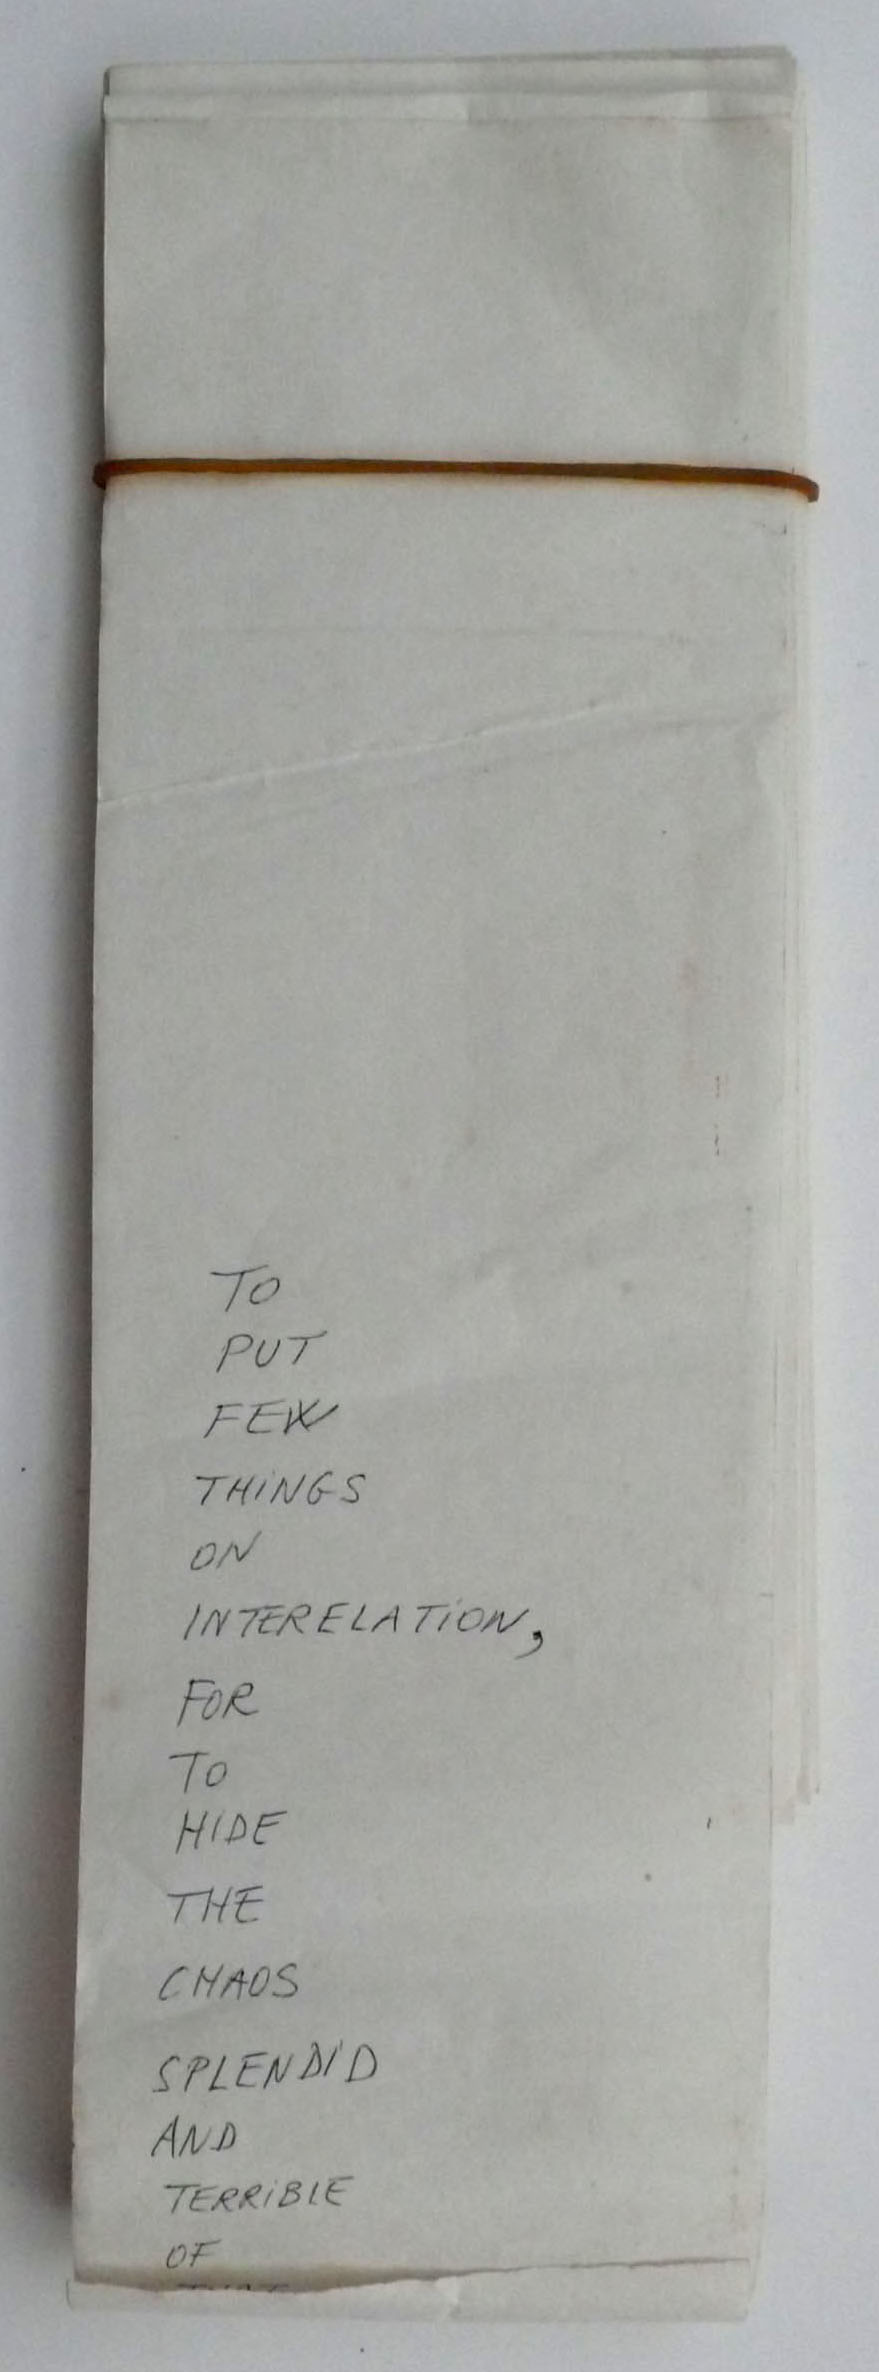 TO
PUT
FEW
THINGS
ON
INTERELATION,
FOR
TO
HIDE
THE
CHAOS
SPLENDID
AND
TERRIBLE
OF